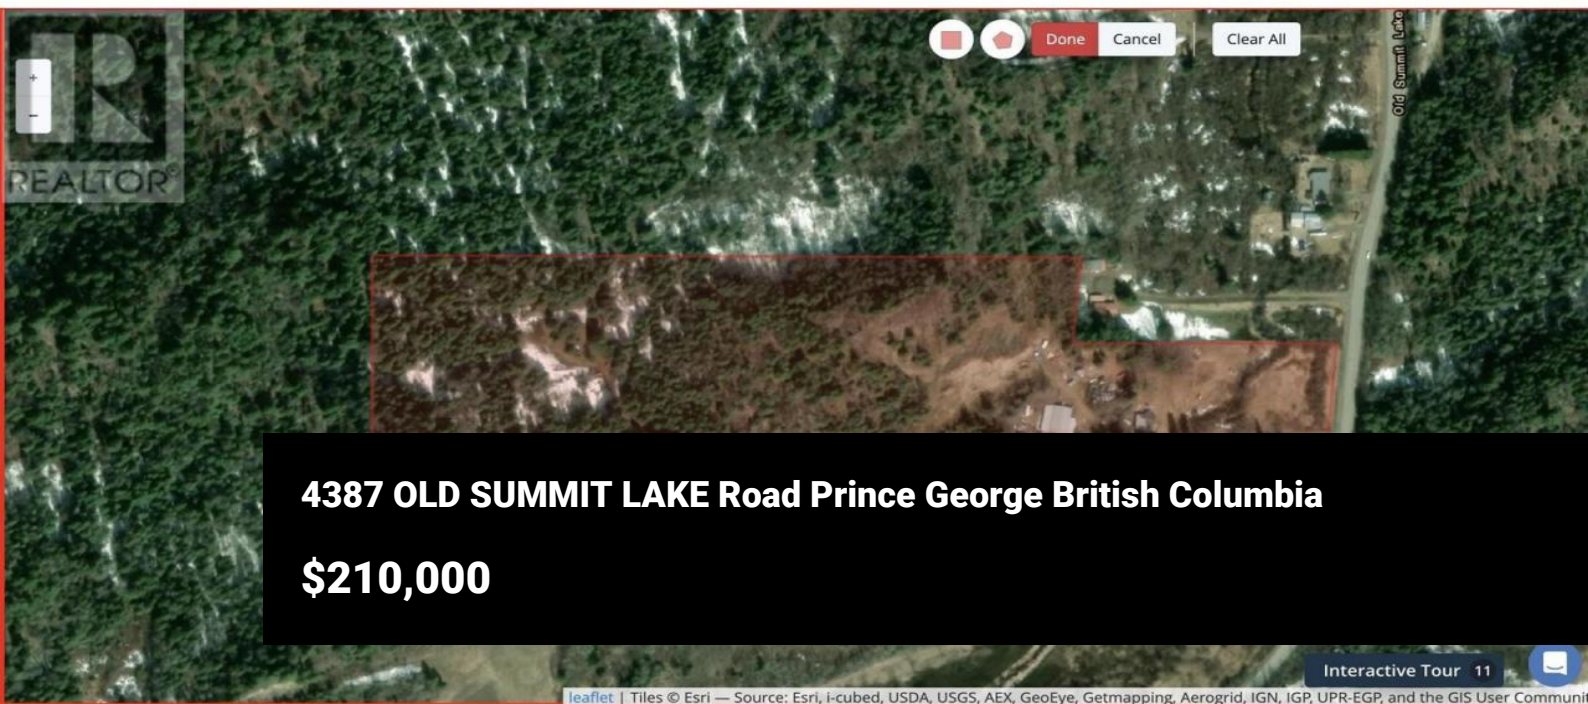 Done Cancel Clear All
+
−
Old Summit Lake
REALTOR®
4387 OLD SUMMIT LAKE Road Prince George British Columbia
$210,000
Interactive Tour 11
leaflet | Tiles © Esri — Source: Esri, i-cubed, USDA, USGS, AEX, GeoEye, Getmapping, Aerogrid, IGN, IGP, UPR-EGP, and the GIS User Communit